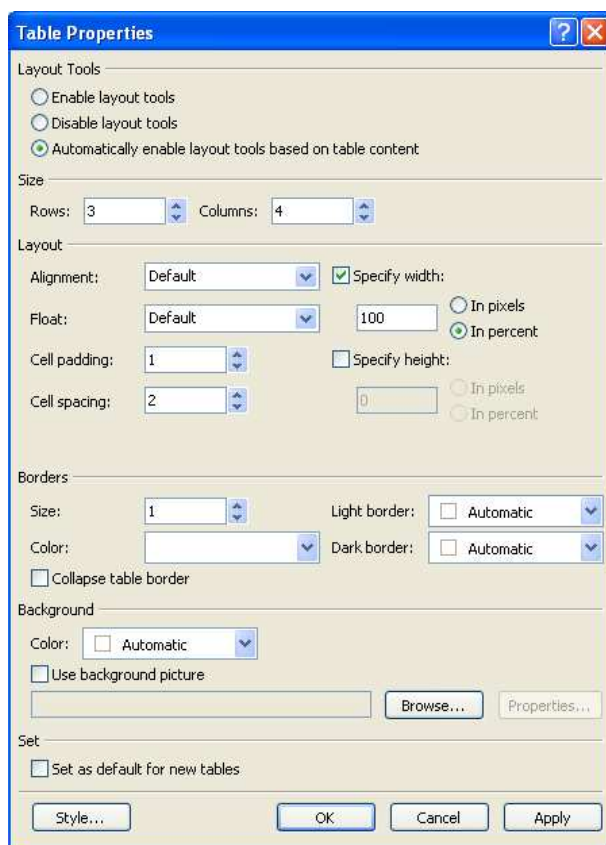 Table Properties
Layout Tools
Enable layout tools
Disable layout tools
Automatically enable layout tools based on table content
Size
Rows: 3 Columns: 4
Layout
Alignment: Default Specify width:
In pixels
Float: Default 100
In percent
Cell padding: 1 Specify height:
In pixels
Cell spacing: 2 0
In percent
Borders
Size: 1 Light border: Automatic
Color: Dark border: Automatic
Collapse table border
Background
Color: Automatic
Use background picture
Browse... Properties...
Set
Set as default for new tables
Style... OK Cancel Apply